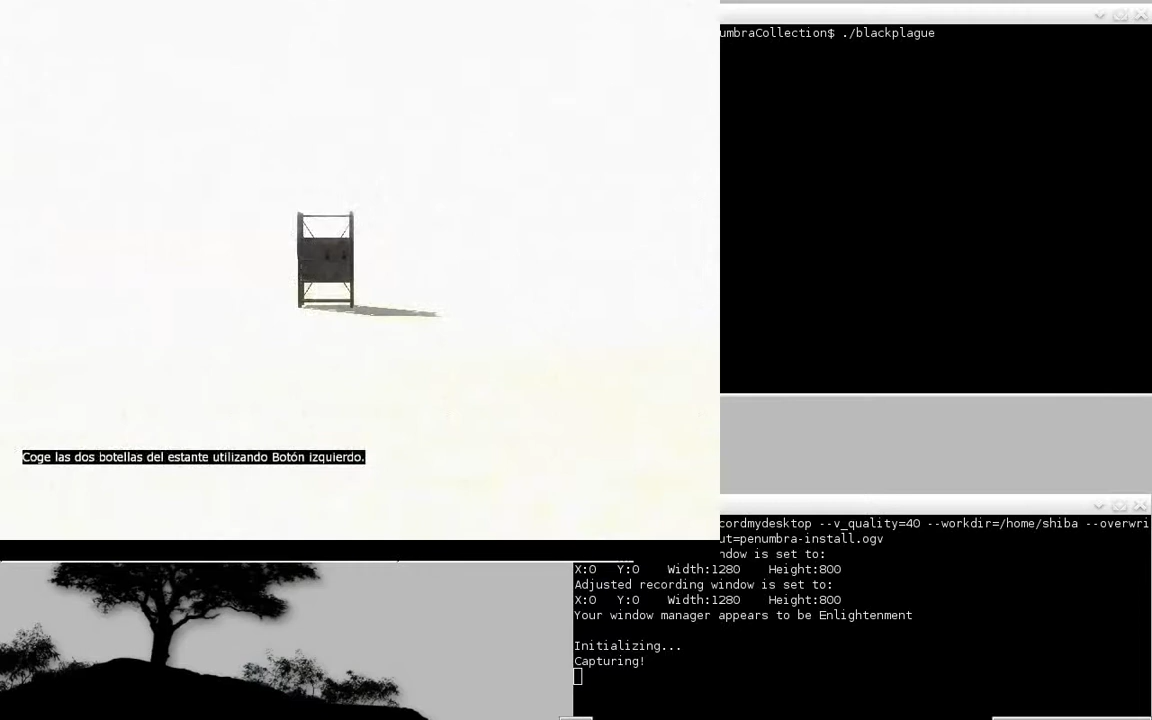 umbraCollection$ ./blackplague
Coge las dos botellas del estante utilizando Botón izquierdo.
cordmydesktop --v_quality=40 --workdir=/home/shiba --overwri
ut=penumbra-install.ogv
ndow is set to:
X:0 Y:0 Width:1280 Height:800
Adjusted recording window is set to:
X:0 Y:0 Width:1280 Height:800
Your window manager appears to be Enlightenment
Initializing...
Capturing!